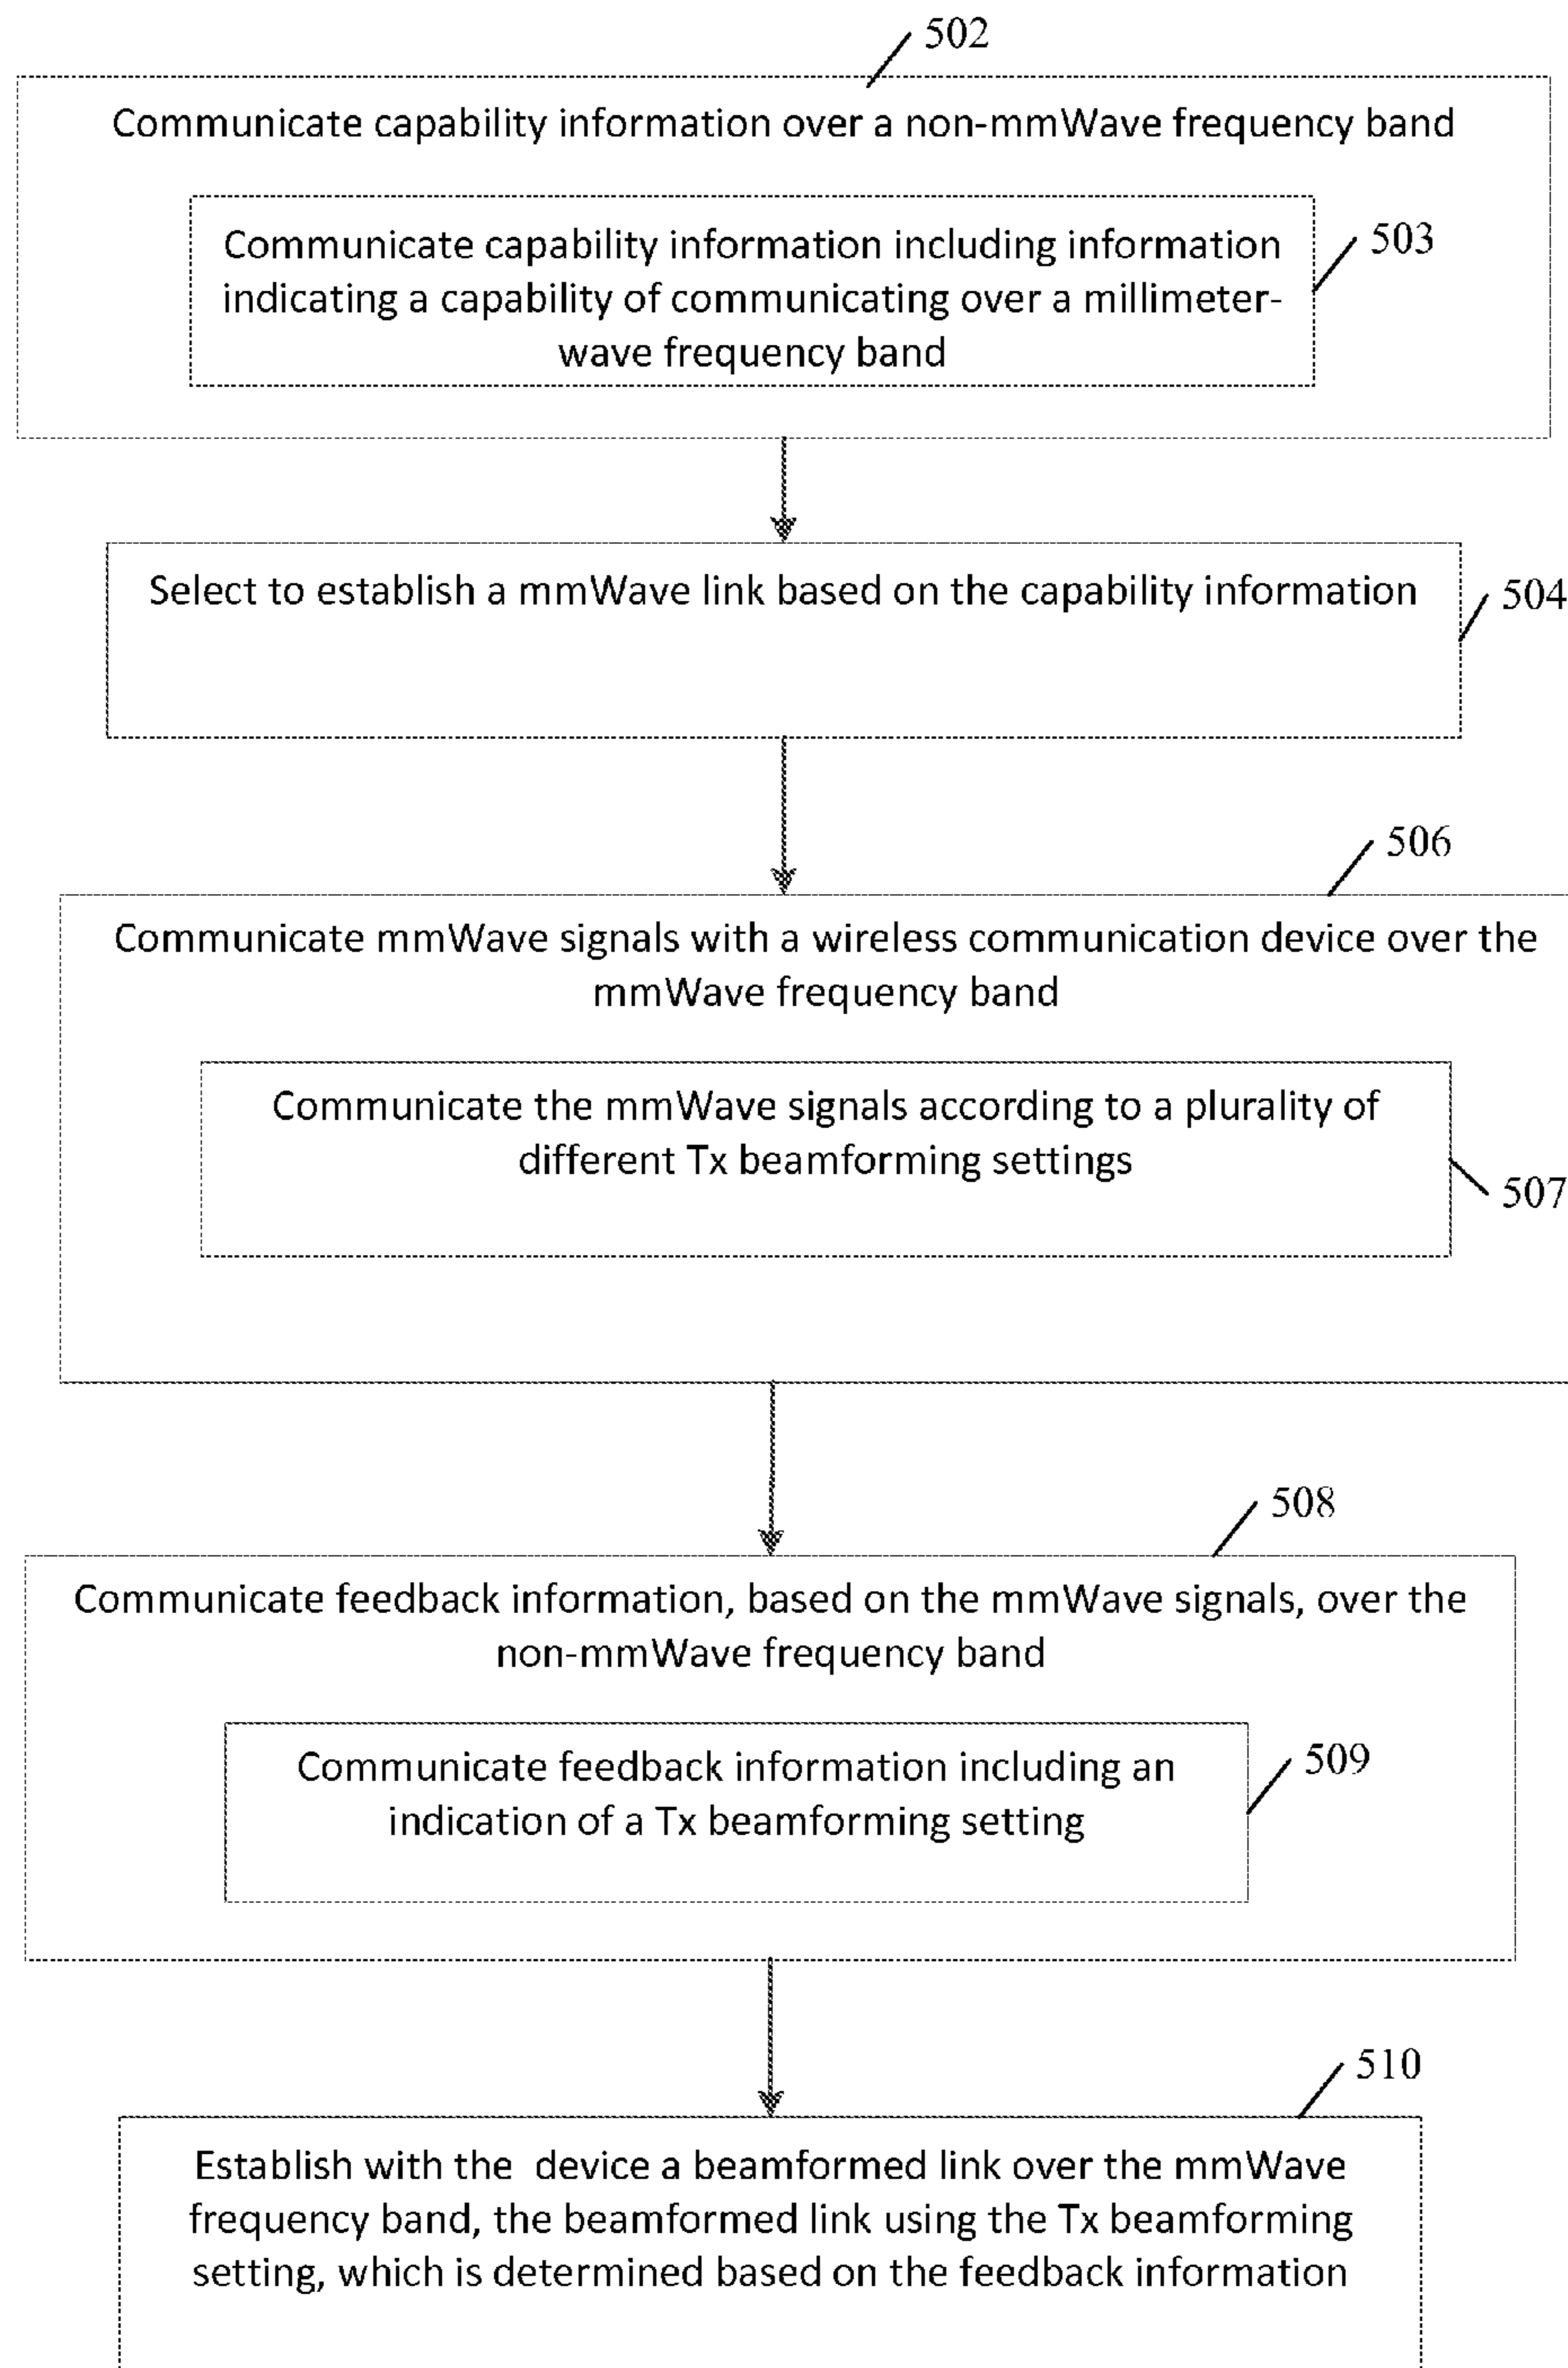 502
Communicate capability information over a non-mmWave frequency band
Communicate capability information including information
indicating a capability of communicating over a millimeter-
wave frequency band
503
Select to establish a mmWave link based on the capability information
504
506
Communicate mmWave signals with a wireless communication device over the
mmWave frequency band
Communicate the mmWave signals according to a plurality of
different Tx beamforming settings
507
508
Communicate feedback information, based on the mmWave signals, over the
non-mmWave frequency band
Communicate feedback information including an
indication of a Tx beamforming setting
509
510
Establish with the  device a beamformed link over the mmWave
frequency band, the beamformed link using the Tx beamforming
setting, which is determined based on the feedback information